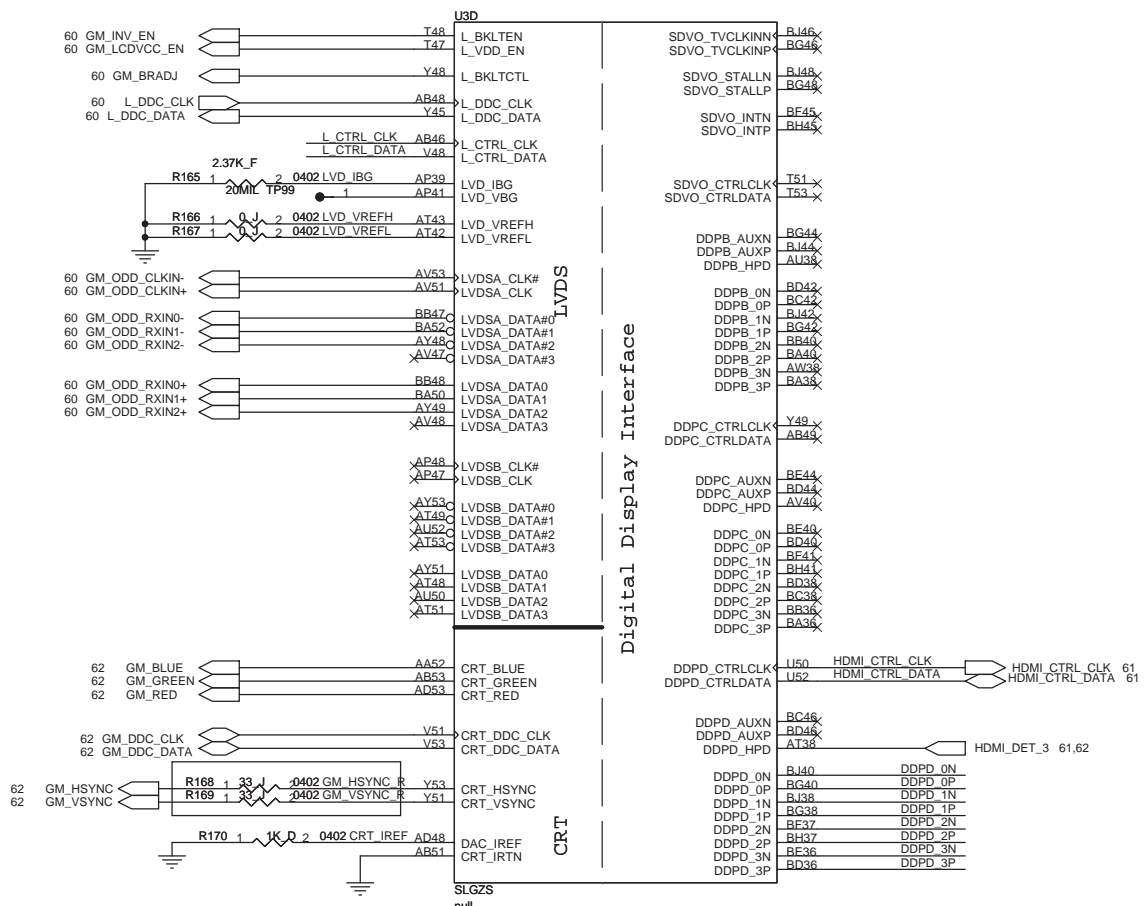 U3D
60 GM_INV_EN T48 L_BKLTEN
60 GM_LCDVCC_EN T47 L_VDD_EN
60 GM_BRADJ Y48 L_BKLTCTL
60 L_DDC_CLK AB48 L_DDC_CLK
60 L_DDC_DATA Y45 L_DDC_DATA
L_CTRL_CLK AB46 L_CTRL_CLK
L_CTRL_DATA V48 L_CTRL_DATA
2.37K_F
R165 1 2 0402 LVD_IBG AP39 LVD_IBG
20MIL TP99 1 AP41 LVD_VBG
R166 1 0_J 2 0402 LVD_VREFH AT43 LVD_VREFH
R167 1 0_J 2 0402 LVD_VREFL AT42 LVD_VREFL
60 GM_ODD_CLKIN- AV53 LVDSA_CLK#
60 GM_ODD_CLKIN+ AV51 LVDSA_CLK
60 GM_ODD_RXIN0- BB47 LVDSA_DATA#0
60 GM_ODD_RXIN1- BA52 LVDSA_DATA#1
60 GM_ODD_RXIN2- AY48 LVDSA_DATA#2
AV47 LVDSA_DATA#3
60 GM_ODD_RXIN0+ BB48 LVDSA_DATA0
60 GM_ODD_RXIN1+ BA50 LVDSA_DATA1
60 GM_ODD_RXIN2+ AY49 LVDSA_DATA2
AV48 LVDSA_DATA3
AP48 LVDSB_CLK#
AP47 LVDSB_CLK
AY53 LVDSB_DATA#0
AT49 LVDSB_DATA#1
AU52 LVDSB_DATA#2
AT53 LVDSB_DATA#3
AY51 LVDSB_DATA0
AT48 LVDSB_DATA1
AU50 LVDSB_DATA2
AT51 LVDSB_DATA3
LVDS
62 GM_BLUE AA52 CRT_BLUE
62 GM_GREEN AB53 CRT_GREEN
62 GM_RED AD53 CRT_RED
62 GM_DDC_CLK V51 CRT_DDC_CLK
62 GM_DDC_DATA V53 CRT_DDC_DATA
62 GM_HSYNC R168 1 33_J 2 0402 GM_HSYNC_R Y53 CRT_HSYNC
62 GM_VSYNC R169 1 33_J 2 0402 GM_VSYNC_R Y51 CRT_VSYNC
R170 1 1K_D 2 0402 CRT_IREF AD48 DAC_IREF
AB51 CRT_IRTN
CRT
Digital Display Interface
SDVO_TVCLKINN BJ46
SDVO_TVCLKINP BG46
SDVO_STALLN BJ48
SDVO_STALLP BG48
SDVO_INTN BF45
SDVO_INTP BH45
SDVO_CTRLCLK T51
SDVO_CTRLDATA T53
DDPB_AUXN BG44
DDPB_AUXP BJ44
DDPB_HPD AU38
DDPB_0N BD42
DDPB_0P BC42
DDPB_1N BJ42
DDPB_1P BG42
DDPB_2N BB40
DDPB_2P BA40
DDPB_3N AW38
DDPB_3P BA38
DDPC_CTRLCLK Y49
DDPC_CTRLDATA AB49
DDPC_AUXN BE44
DDPC_AUXP BD44
DDPC_HPD AV40
DDPC_0N BE40
DDPC_0P BD40
DDPC_1N BF41
DDPC_1P BH41
DDPC_2N BD38
DDPC_2P BC38
DDPC_3N BB36
DDPC_3P BA36
DDPD_CTRLCLK U50 HDMI_CTRL_CLK HDMI_CTRL_CLK 61
DDPD_CTRLDATA U52 HDMI_CTRL_DATA HDMI_CTRL_DATA 61
DDPD_AUXN BC46
DDPD_AUXP BD46
DDPD_HPD AT38 HDMI_DET_3 61,62
DDPD_0N BJ40 DDPD_0N
DDPD_0P BG40 DDPD_0P
DDPD_1N BJ38 DDPD_1N
DDPD_1P BG38 DDPD_1P
DDPD_2N BF37 DDPD_2N
DDPD_2P BH37 DDPD_2P
DDPD_3N BE36 DDPD_3N
DDPD_3P BD36 DDPD_3P
SLGZS
null